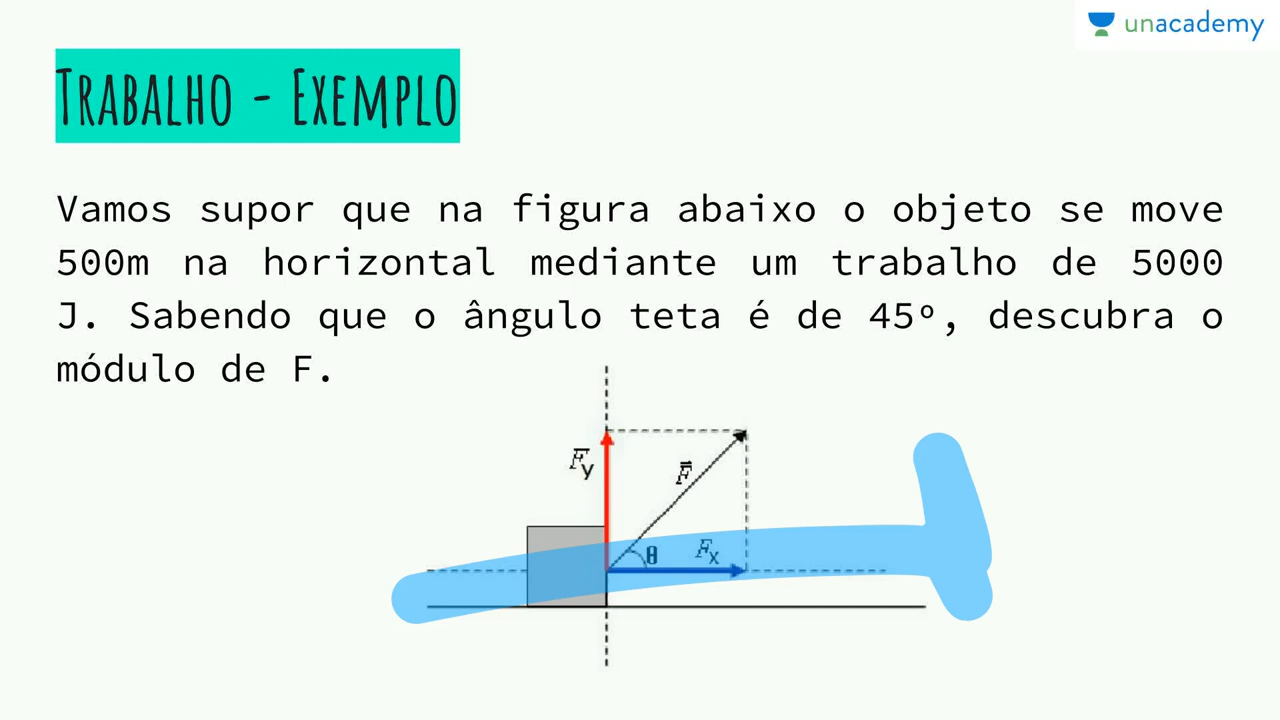 unacademy
TRABALHO - EXEMPLO
Vamos supor que na figura abaixo o objeto se move
500m na horizontal mediante um trabalho de 5000
J. Sabendo que o ângulo teta é de 45º, descubra o
módulo de F.
Fy
F⃗
θ
Fx